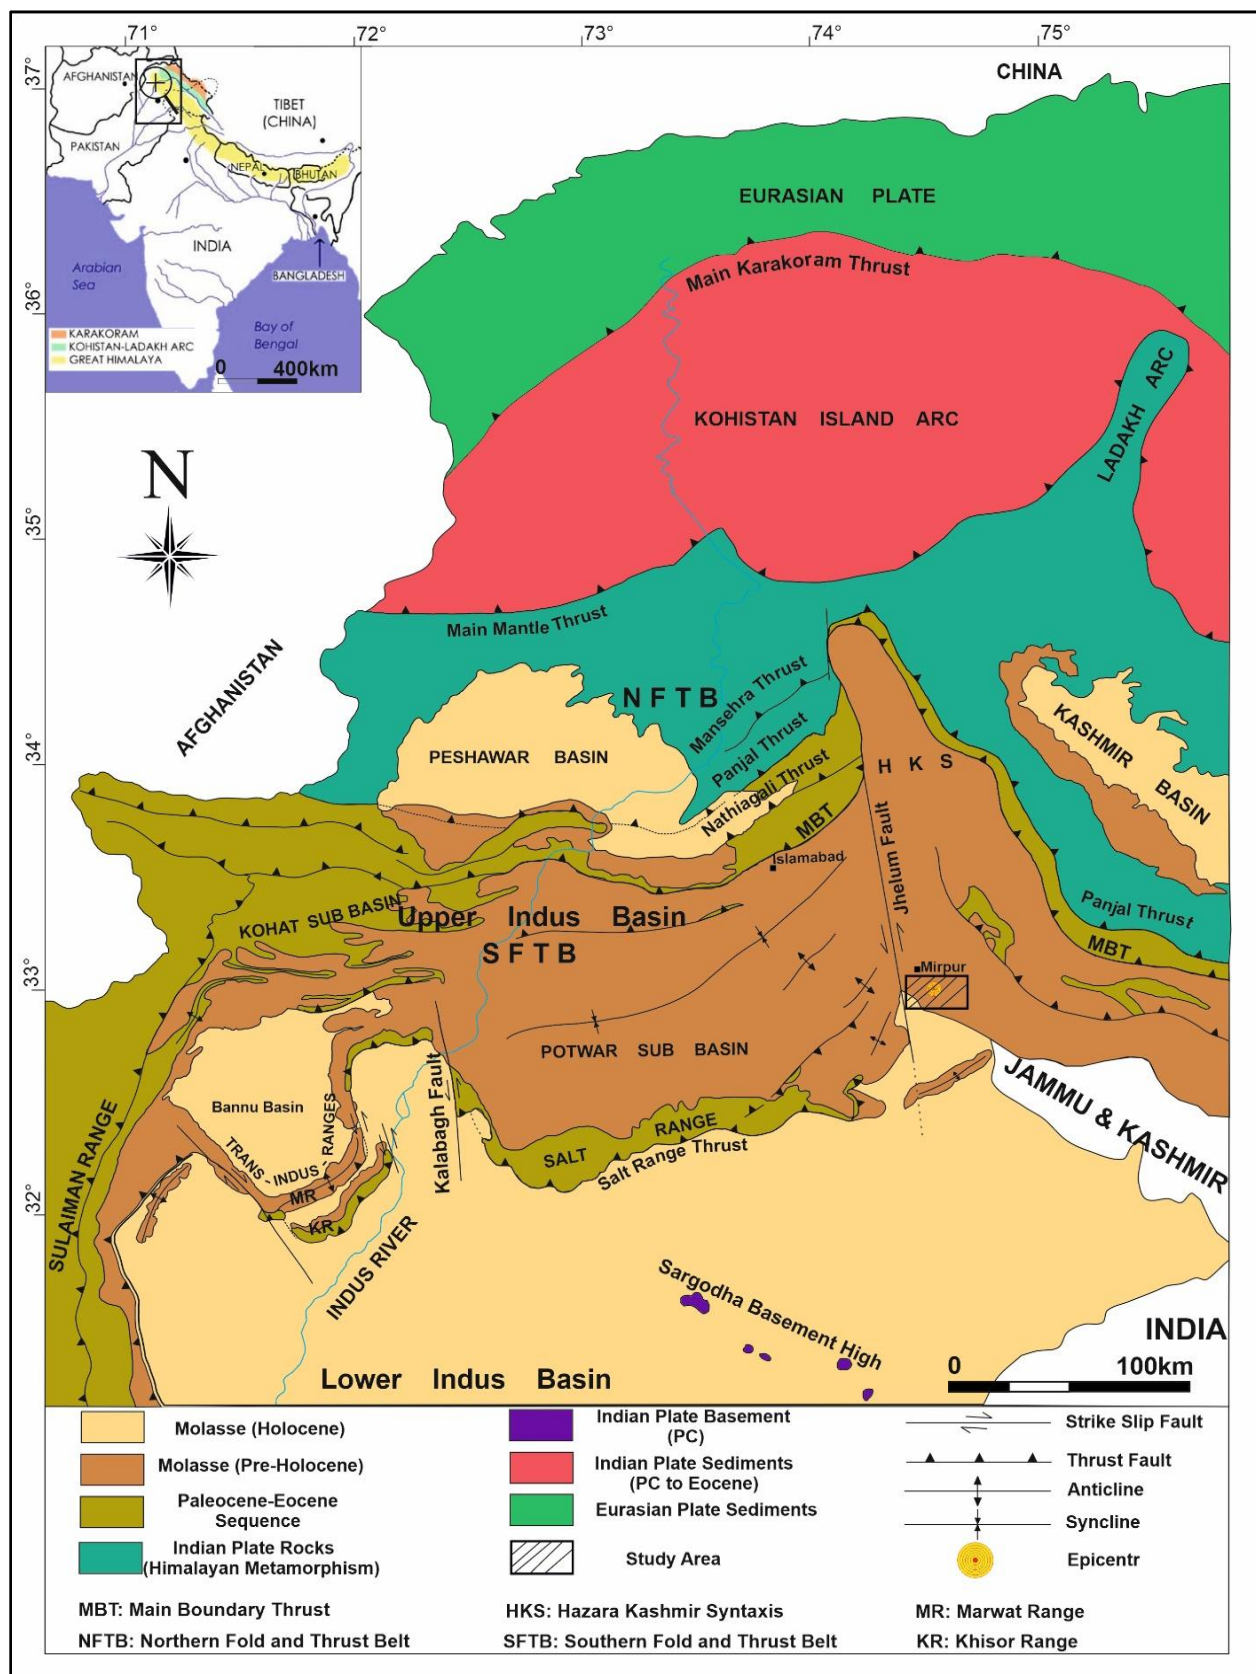 71°
72°
73°
74°
75°
37°
36°
35°
34°
33°
32°
AFGHANISTAN
TIBET
(CHINA)
PAKISTAN
NEPAL
BHUTAN
INDIA
BANGLADESH
Arabian
Sea
Bay of
Bengal
KARAKORAM
KOHISTAN-LADAKH ARC
GREAT HIMALAYA
0 400km
CHINA
EURASIAN PLATE
Main Karakoram Thrust
KOHISTAN ISLAND ARC
LADAKH ARC
N
Main Mantle Thrust
AFGHANISTAN
NFTB
Mansehra Thrust
Panjal Thrust
Nathiagali Thrust
MBT
PESHAWAR BASIN
HKS
KASHMIR BASIN
Islamabad
Jhelum Fault
Panjal Thrust
MBT
KOHAT SUB BASIN
Upper Indus Basin
SFTB
Mirpur
POTWAR SUB BASIN
JAMMU & KASHMIR
Bannu Basin
TRANS - INDUS - RANGES
Kalabagh Fault
MR
KR
SULAIMAN RANGE
SALT RANGE
Salt Range Thrust
INDUS RIVER
Sargodha Basement High
INDIA
0 100km
Lower Indus Basin
Molasse (Holocene)
Molasse (Pre-Holocene)
Paleocene-Eocene
Sequence
Indian Plate Rocks
(Himalayan Metamorphism)
Indian Plate Basement
(PC)
Indian Plate Sediments
(PC to Eocene)
Eurasian Plate Sediments
Study Area
Strike Slip Fault
Thrust Fault
Anticline
Syncline
Epicentr
MBT: Main Boundary Thrust
HKS: Hazara Kashmir Syntaxis
MR: Marwat Range
NFTB: Northern Fold and Thrust Belt
SFTB: Southern Fold and Thrust Belt
KR: Khisor Range